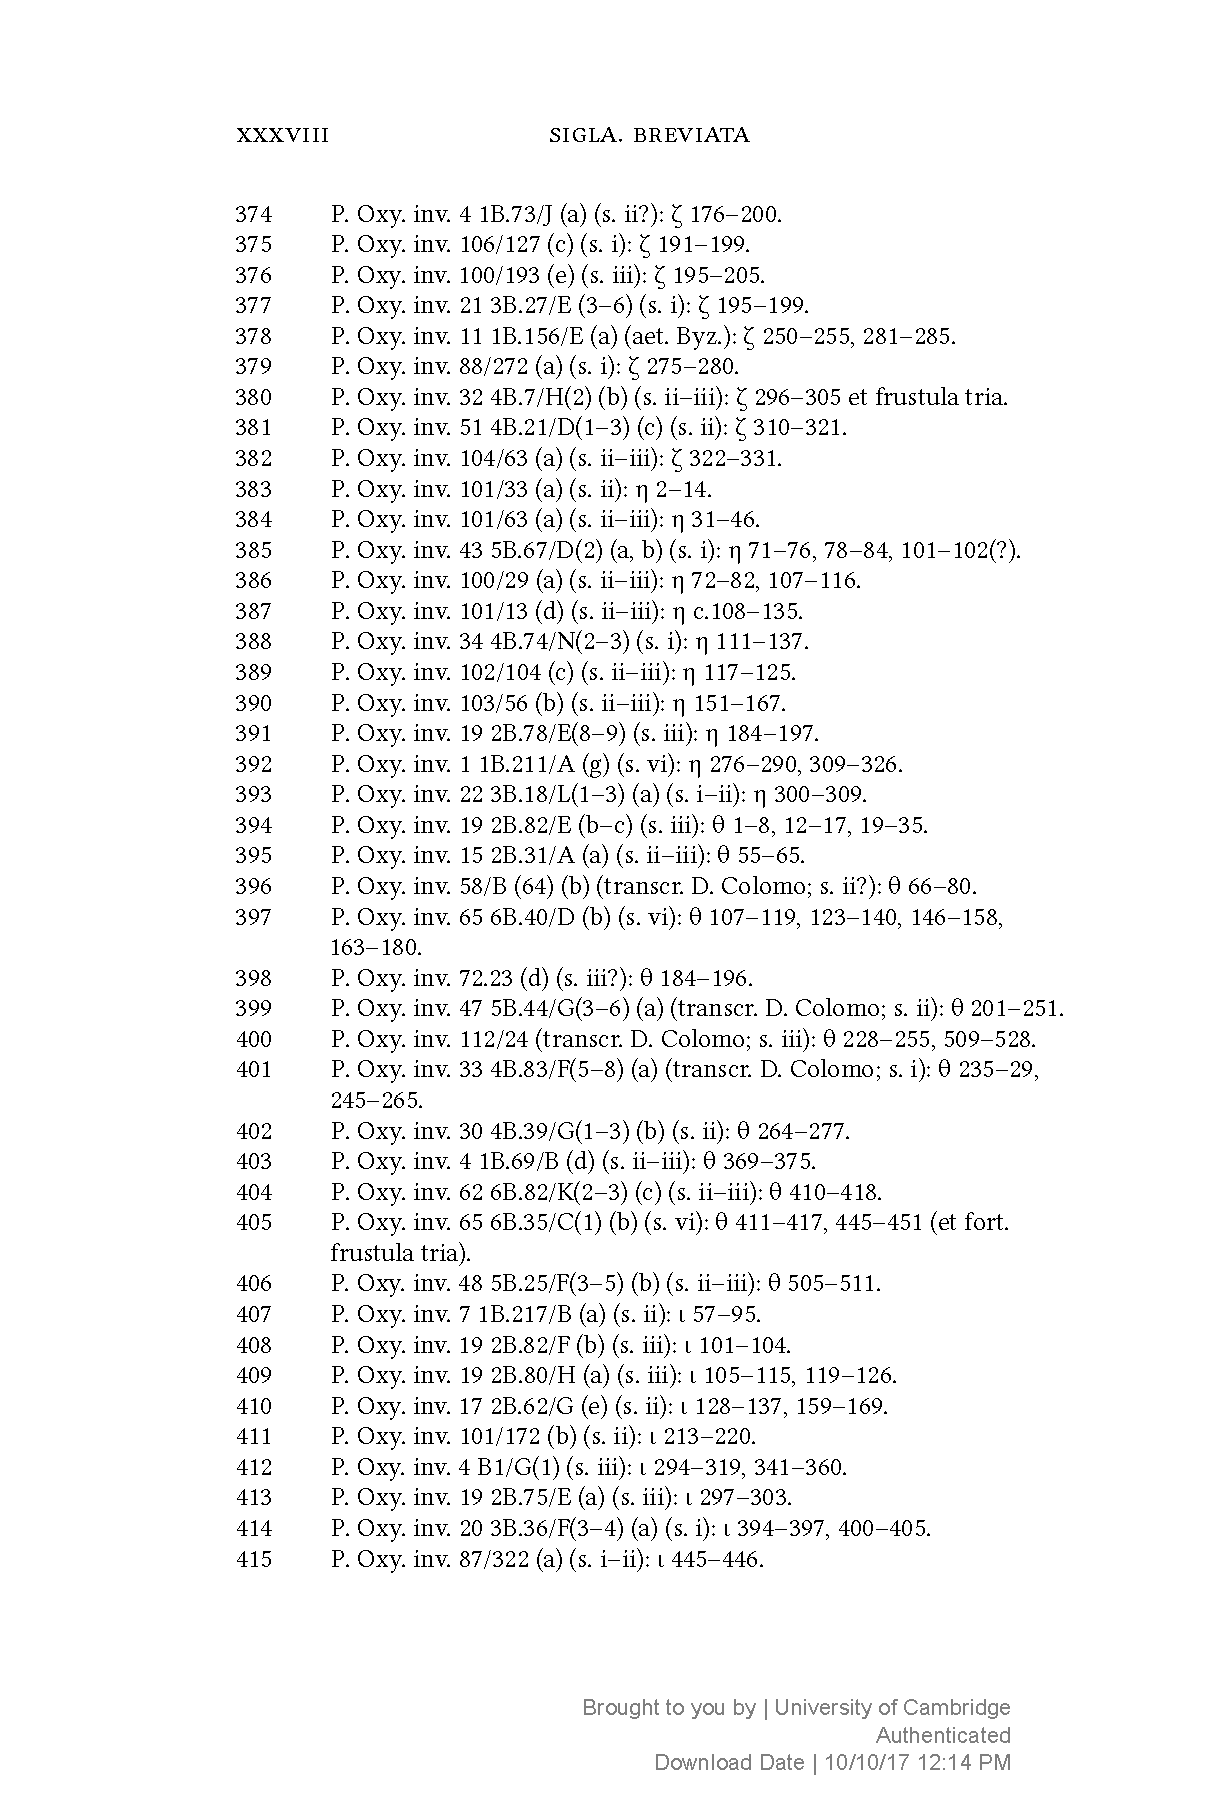 XXXVIII SIGLA. BREVIATA
374 P. Oxy. inv. 4 1B.73/J (a) (s. ii?): ζ 176–200.
375 P. Oxy. inv. 106/127 (c) (s. i): ζ 191–199.
376 P. Oxy. inv. 100/193 (e) (s. iii): ζ 195–205.
377 P. Oxy. inv. 21 3B.27/E (3–6) (s. i): ζ 195–199.
378 P. Oxy. inv. 11 1B.156/E (a) (aet. Byz.): ζ 250–255, 281–285.
379 P. Oxy. inv. 88/272 (a) (s. i): ζ 275–280.
380 P. Oxy. inv. 32 4B.7/H(2) (b) (s. ii–iii): ζ 296–305 et frustula tria.
381 P. Oxy. inv. 51 4B.21/D(1–3) (c) (s. ii): ζ 310–321.
382 P. Oxy. inv. 104/63 (a) (s. ii–iii): ζ 322–331.
383 P. Oxy. inv. 101/33 (a) (s. ii): η 2–14.
384 P. Oxy. inv. 101/63 (a) (s. ii–iii): η 31–46.
385 P. Oxy. inv. 43 5B.67/D(2) (a, b) (s. i): η 71–76, 78–84, 101–102(?).
386 P. Oxy. inv. 100/29 (a) (s. ii–iii): η 72–82, 107–116.
387 P. Oxy. inv. 101/13 (d) (s. ii–iii): η c.108–135.
388 P. Oxy. inv. 34 4B.74/N(2–3) (s. i): η 111–137.
389 P. Oxy. inv. 102/104 (c) (s. ii–iii): η 117–125.
390 P. Oxy. inv. 103/56 (b) (s. ii–iii): η 151–167.
391 P. Oxy. inv. 19 2B.78/E(8–9) (s. iii): η 184–197.
392 P. Oxy. inv. 1 1B.211/A (g) (s. vi): η 276–290, 309–326.
393 P. Oxy. inv. 22 3B.18/L(1–3) (a) (s. i–ii): η 300–309.
394 P. Oxy. inv. 19 2B.82/E (b–c) (s. iii): θ 1–8, 12–17, 19–35.
395 P. Oxy. inv. 15 2B.31/A (a) (s. ii–iii): θ 55–65.
396 P. Oxy. inv. 58/B (64) (b) (transcr. D. Colomo; s. ii?): θ 66–80.
397 P. Oxy. inv. 65 6B.40/D (b) (s. vi): θ 107–119, 123–140, 146–158,
163–180.
398 P. Oxy. inv. 72.23 (d) (s. iii?): θ 184–196.
399 P. Oxy. inv. 47 5B.44/G(3–6) (a) (transcr. D. Colomo; s. ii): θ 201–251.
400 P. Oxy. inv. 112/24 (transcr. D. Colomo; s. iii): θ 228–255, 509–528.
401 P. Oxy. inv. 33 4B.83/F(5–8) (a) (transcr. D. Colomo; s. i): θ 235–29,
245–265.
402 P. Oxy. inv. 30 4B.39/G(1–3) (b) (s. ii): θ 264–277.
403 P. Oxy. inv. 4 1B.69/B (d) (s. ii–iii): θ 369–375.
404 P. Oxy. inv. 62 6B.82/K(2–3) (c) (s. ii–iii): θ 410–418.
405 P. Oxy. inv. 65 6B.35/C(1) (b) (s. vi): θ 411–417, 445–451 (et fort.
frustula tria).
406 P. Oxy. inv. 48 5B.25/F(3–5) (b) (s. ii–iii): θ 505–511.
407 P. Oxy. inv. 7 1B.217/B (a) (s. ii): ι 57–95.
408 P. Oxy. inv. 19 2B.82/F (b) (s. iii): ι 101–104.
409 P. Oxy. inv. 19 2B.80/H (a) (s. iii): ι 105–115, 119–126.
410 P. Oxy. inv. 17 2B.62/G (e) (s. ii): ι 128–137, 159–169.
411 P. Oxy. inv. 101/172 (b) (s. ii): ι 213–220.
412 P. Oxy. inv. 4 B1/G(1) (s. iii): ι 294–319, 341–360.
413 P. Oxy. inv. 19 2B.75/E (a) (s. iii): ι 297–303.
414 P. Oxy. inv. 20 3B.36/F(3–4) (a) (s. i): ι 394–397, 400–405.
415 P. Oxy. inv. 87/322 (a) (s. i–ii): ι 445–446.
Brought to you by | University of Cambridge
Authenticated
Download Date | 10/10/17 12:14 PM